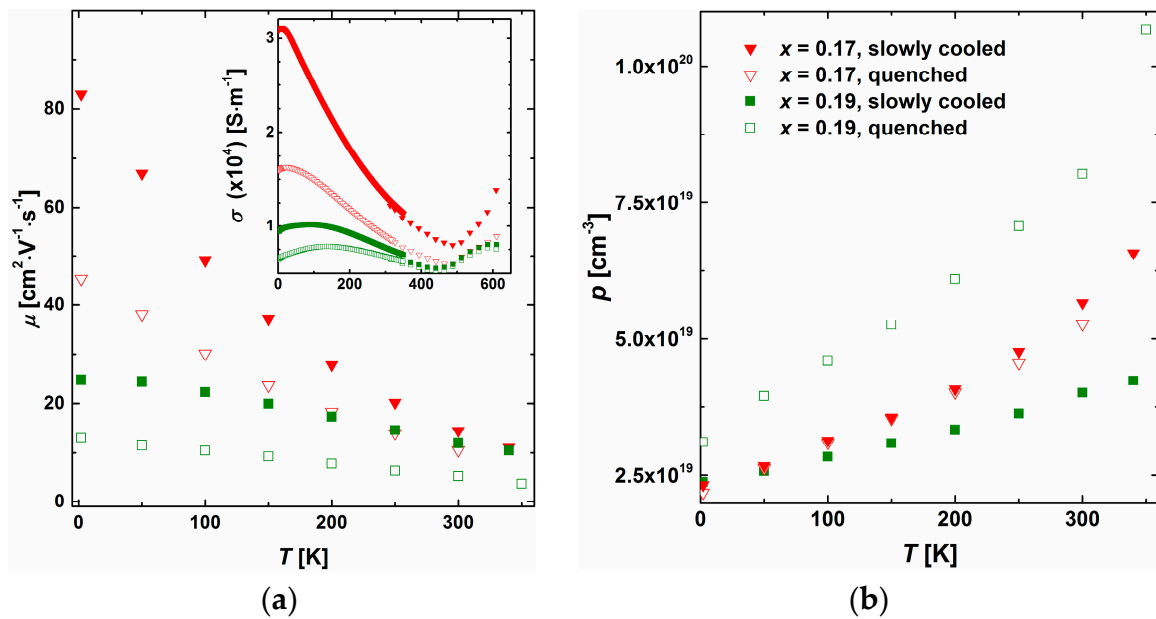 80
60
40
20
0
μ [cm²·V⁻¹·s⁻¹]
0 100 200 300
T [K]
3
2
1
σ (x10⁴) [S·m⁻¹]
0 200 400 600
(a)
1.0x10²⁰
7.5x10¹⁹
5.0x10¹⁹
2.5x10¹⁹
p [cm⁻³]
x = 0.17, slowly cooled
x = 0.17, quenched
x = 0.19, slowly cooled
x = 0.19, quenched
0 100 200 300
T [K]
(b)